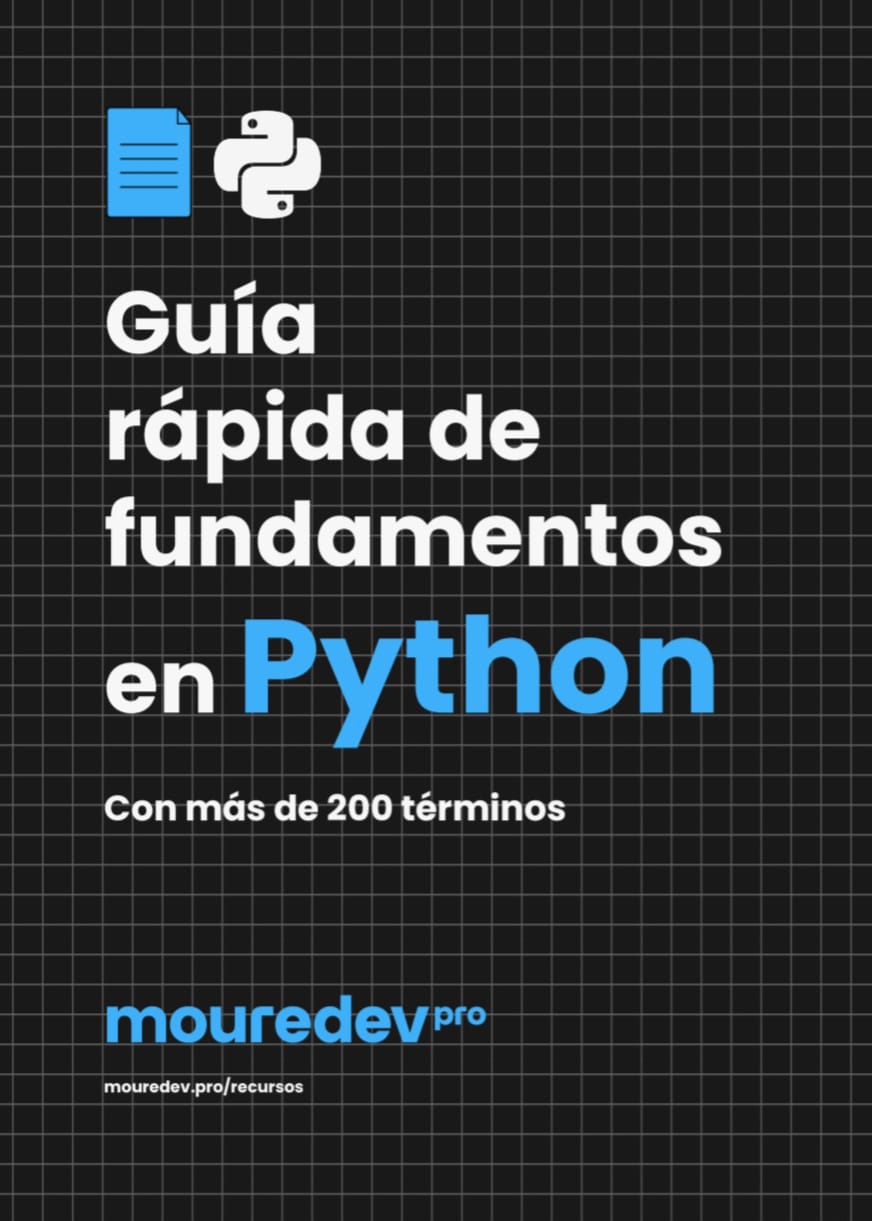 Guía
rápida de
fundamentos
en Python
Con más de 200 términos
mouredev pro
mouredev.pro/recursos